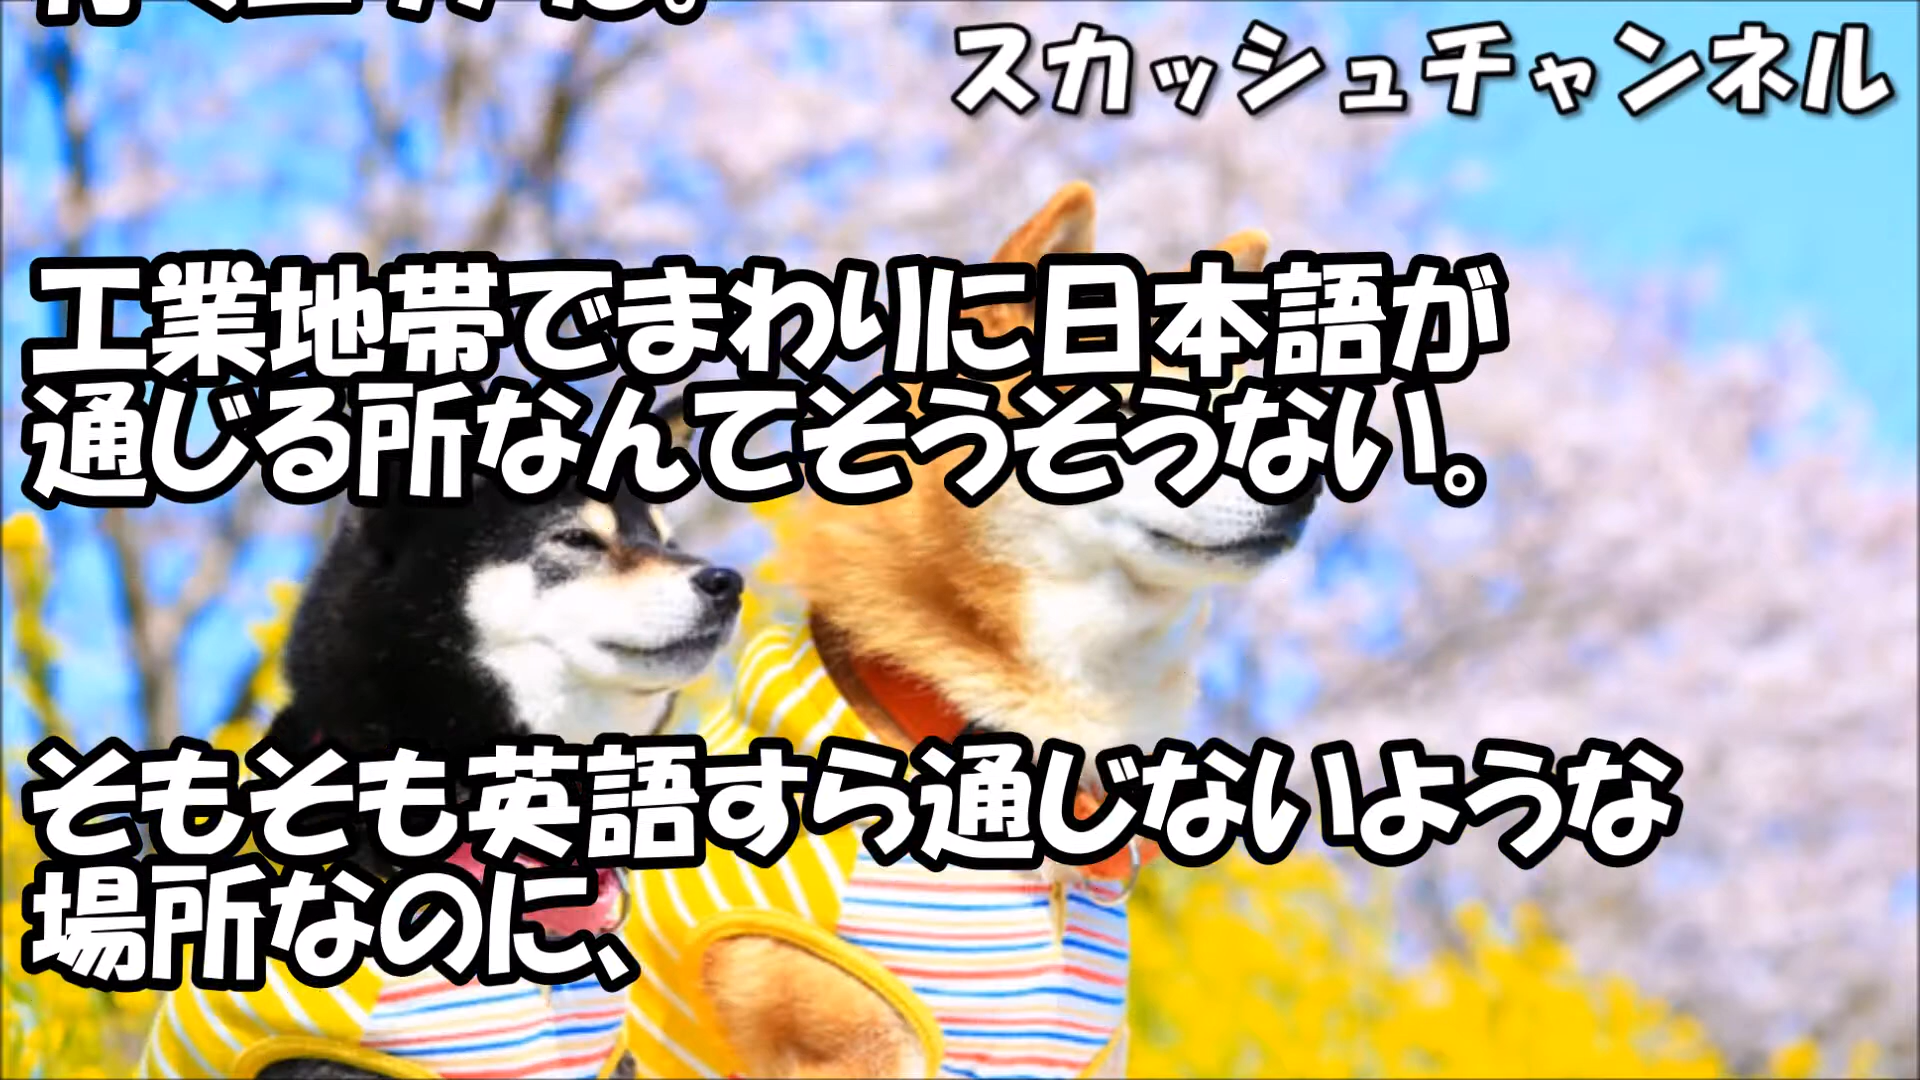 スカッシュチャンネル
工業地帯でまわりに日本語が
通じる所なんてそうそうない。
そもそも英語すら通じないような
場所なのに、